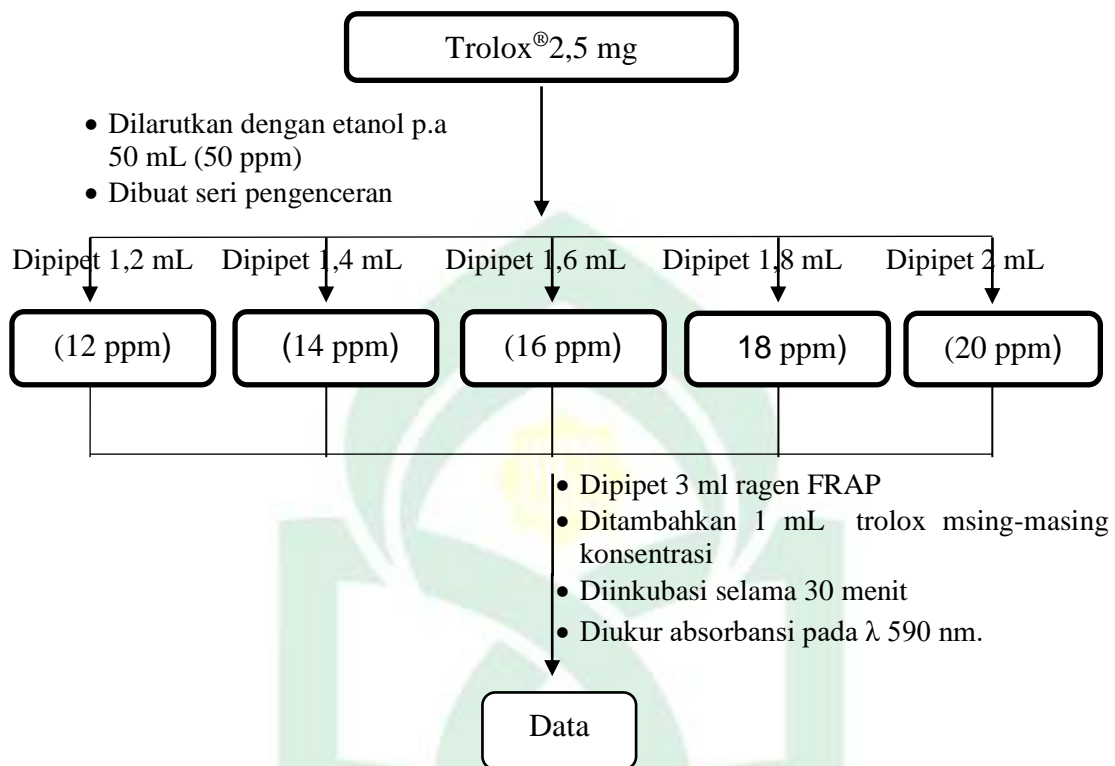 Trolox®2,5 mg
• Dilarutkan dengan etanol p.a
50 mL (50 ppm)
• Dibuat seri pengenceran
Dipipet 1,2 mL Dipipet 1,4 mL Dipipet 1,6 mL Dipipet 1,8 mL Dipipet 2 mL
(12 ppm) (14 ppm) (16 ppm) 18 ppm) (20 ppm)
• Dipipet 3 ml ragen FRAP
• Ditambahkan 1 mL trolox msing-masing
konsentrasi
• Diinkubasi selama 30 menit
• Diukur absorbansi pada λ 590 nm.
Data